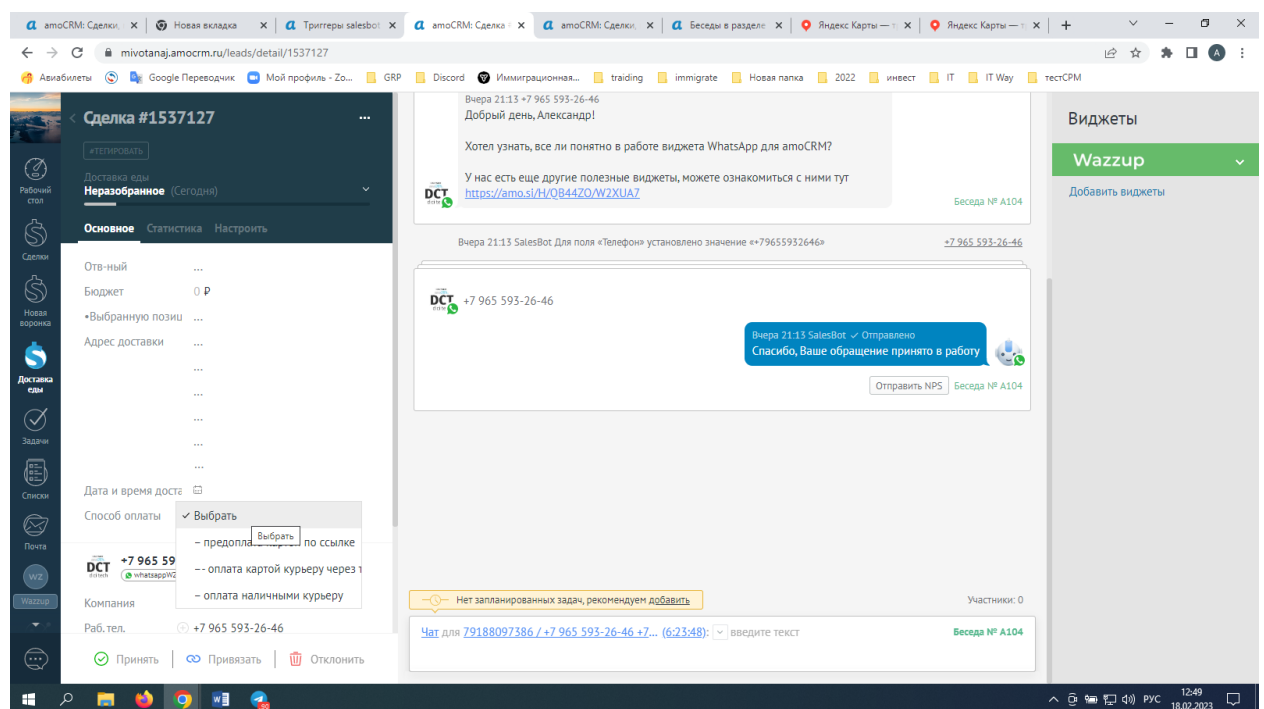 amoCRM: Сделки,
Новая вкладка
Триггеры salesbot
amoCRM: Сделка
amoCRM: Сделки,
Беседы в разделе
Яндекс Карты — т
Яндекс Карты — т
mivotanaj.amocrm.ru/leads/detail/1537127
A
Авиабилеты
Google Переводчик
Мой профиль - Zo...
GRP
Discord
Иммиграционная...
traiding
immigrate
Новая папка
2022
инвест
IT
IT Way
тестСРМ
Рабочий
стол
Сделки
Новая
воронка
Доставка
еды
Задачи
Списки
Почта
WZ
Wazzup
Сделка #1537127
#ТЕГИРОВАТЬ
Доставка еды
Неразобранное (Сегодня)
Основное Статистика Настроить
Отв-ный ...
Бюджет 0 ₽
•Выбранную позиц ...
Адрес доставки ...
...
...
...
...
...
Дата и время доста
Способ оплаты
Выбрать
Выбрать
– предоплата картой по ссылке
–- оплата картой курьеру через т
– оплата наличными курьеру
DCT
+7 965 59
whatsappWZ
Компания
Раб. тел. +7 965 593-26-46
Принять
Привязать
Отклонить
Вчера 21:13 +7 965 593-26-46
Добрый день, Александр!
Хотел узнать, все ли понятно в работе виджета WhatsApp для amoCRM?
У нас есть еще другие полезные виджеты, можете ознакомиться с ними тут
https://amo.sl/H/QB44ZO/W2XUA7
DCT
Беседа № A104
Вчера 21:13 SalesBot Для поля «Телефон» установлено значение «+79655932646»
+7 965 593-26-46
DCT
+7 965 593-26-46
Вчера 21:13 SalesBot ✓ Отправлено
Спасибо, Ваше обращение принято в работу
Отправить NPS
Беседа № A104
Нет запланированных задач, рекомендуем добавить
Участники: 0
Чат для 79188097386 / +7 965 593-26-46 +7... (6:23:48): введите текст
Беседа № A104
Виджеты
Wazzup
Добавить виджеты
РУС
12:49
18.02.2023